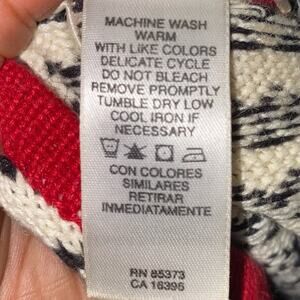 MACHINE WASH
WARM
WITH LIKE COLORS
DELICATE CYCLE
DO NOT BLEACH
REMOVE PROMPTLY
TUMBLE DRY LOW
COOL IRON IF
NECESSARY
CON COLORES
SIMILARES
RETIRAR
INMEDIATAMENTE
RN 85373
CA 16396